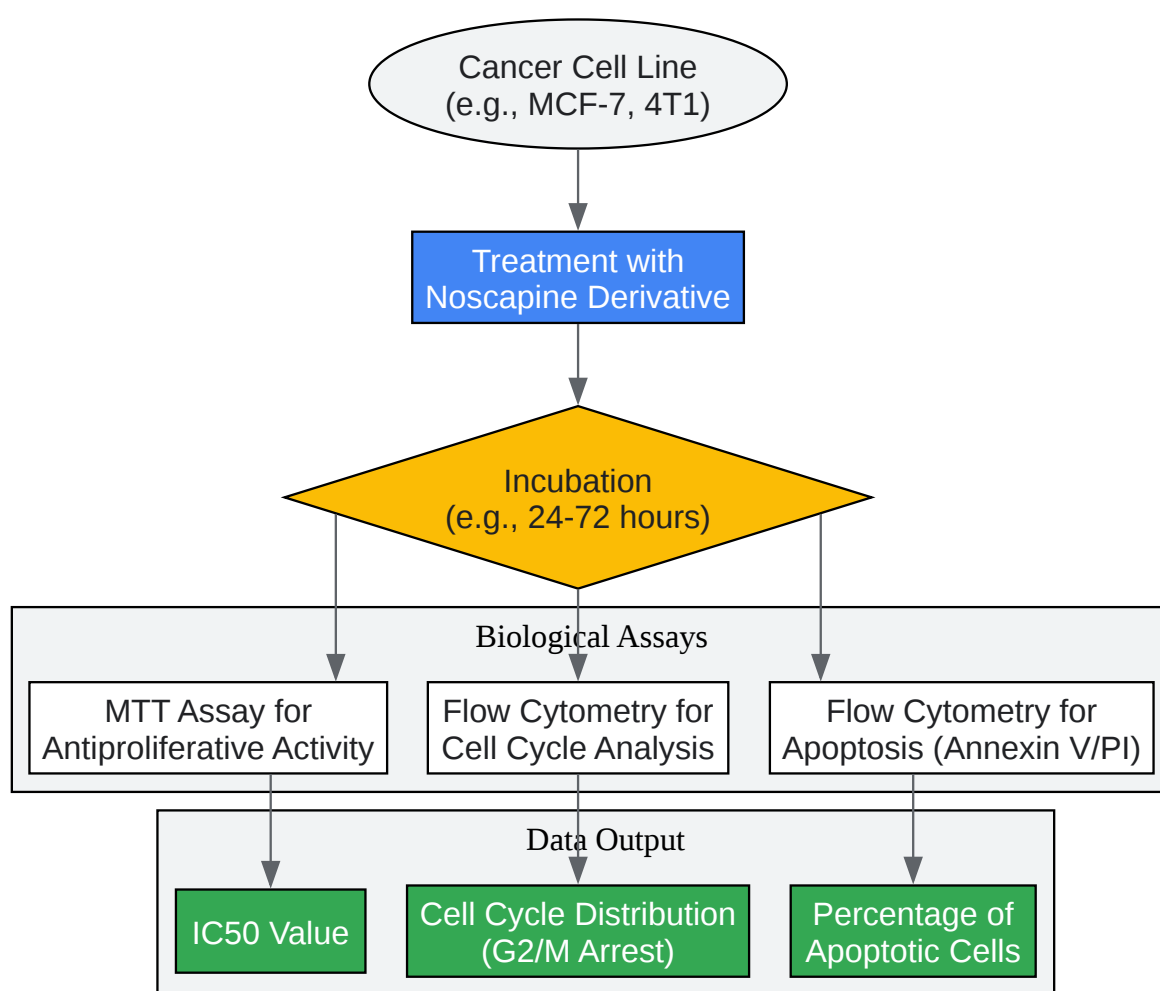 Cancer Cell Line
(e.g., MCF-7, 4T1)
Treatment with
Noscapine Derivative
Incubation
(e.g., 24-72 hours)
Biological Assays
MTT Assay for
Antiproliferative Activity
Flow Cytometry for
Cell Cycle Analysis
Flow Cytometry for
Apoptosis (Annexin V/PI)
Data Output
IC50 Value
Cell Cycle Distribution
(G2/M Arrest)
Percentage of
Apoptotic Cells